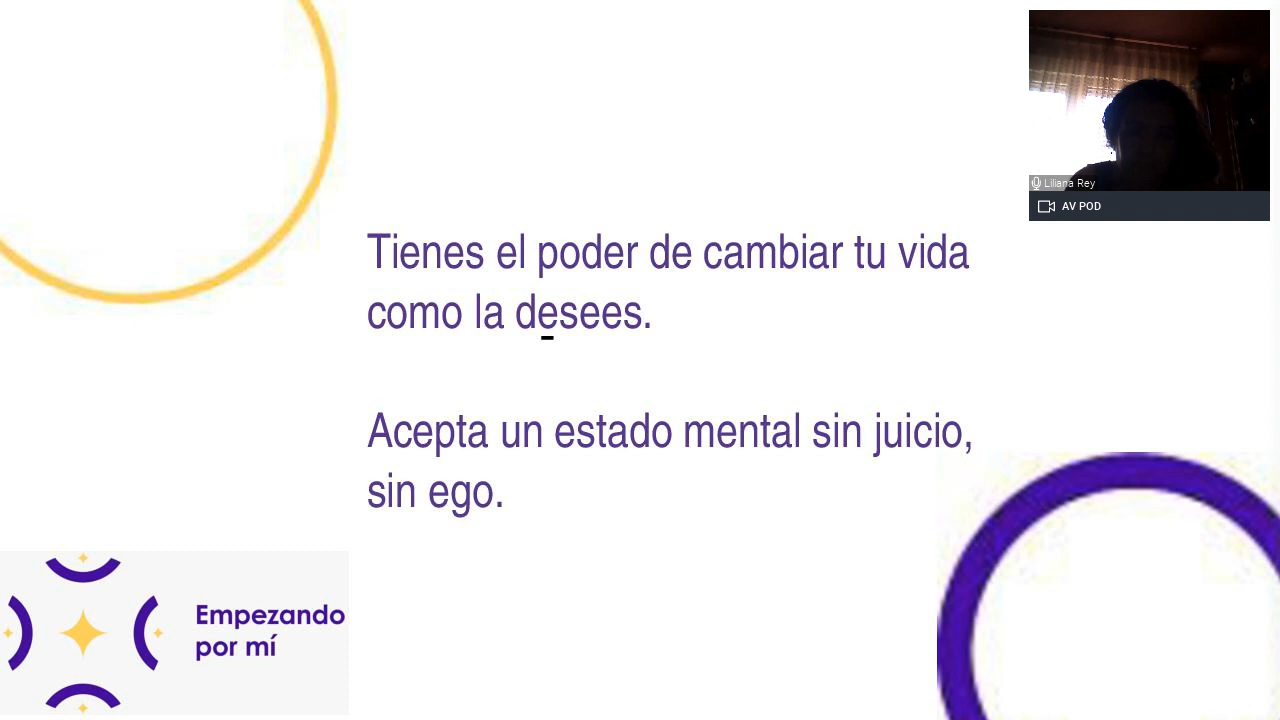 Liliana Rey
AV POD
Tienes el poder de cambiar tu vida
como la desees.
-
Acepta un estado mental sin juicio,
sin ego.
Empezando
por mí